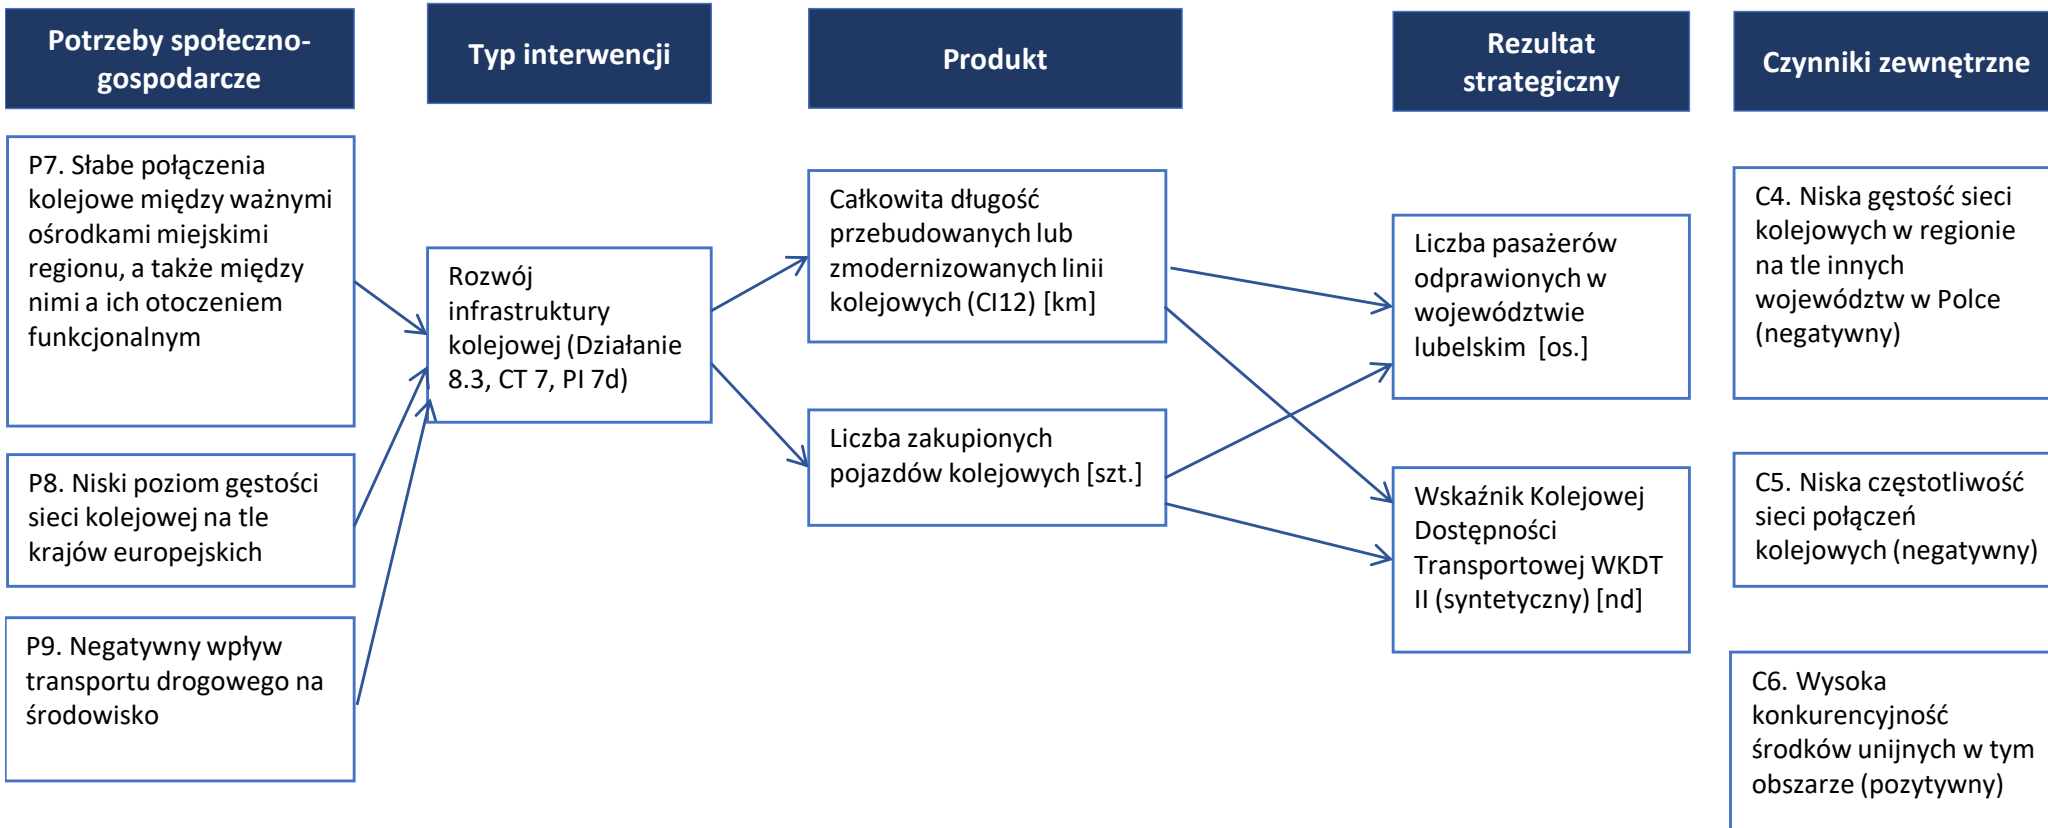 Potrzeby społeczno-
gospodarcze
Typ interwencji
Produkt
Rezultat
strategiczny
Czynniki zewnętrzne
P7. Słabe połączenia
kolejowe między ważnymi
ośrodkami miejskimi
regionu, a także między
nimi a ich otoczeniem
funkcjonalnym
P8. Niski poziom gęstości
sieci kolejowej na tle
krajów europejskich
P9. Negatywny wpływ
transportu drogowego na
środowisko
Rozwój
infrastruktury
kolejowej (Działanie
8.3, CT 7, PI 7d)
Całkowita długość
przebudowanych lub
zmodernizowanych linii
kolejowych (CI12) [km]
Liczba zakupionych
pojazdów kolejowych [szt.]
Liczba pasażerów
odprawionych w
województwie
lubelskim [os.]
Wskaźnik Kolejowej
Dostępności
Transportowej WKDT
II (syntetyczny) [nd]
C4. Niska gęstość sieci
kolejowych w regionie
na tle innych
województw w Polce
(negatywny)
C5. Niska częstotliwość
sieci połączeń
kolejowych (negatywny)
C6. Wysoka
konkurencyjność
środków unijnych w tym
obszarze (pozytywny)